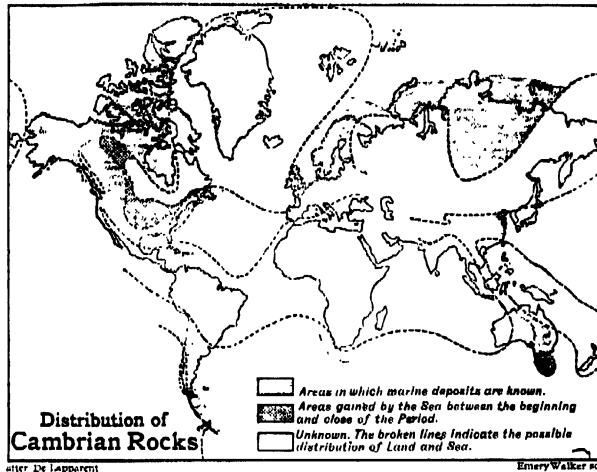 Areas in which marine deposits are known.
Areas gained by the Sea between the beginning
and close of the Period.
Unknown. The broken lines indicate the possible
distribution of Land and Sea.
Distribution of
Cambrian Rocks
after De Lapparent
Emery Walker sc.